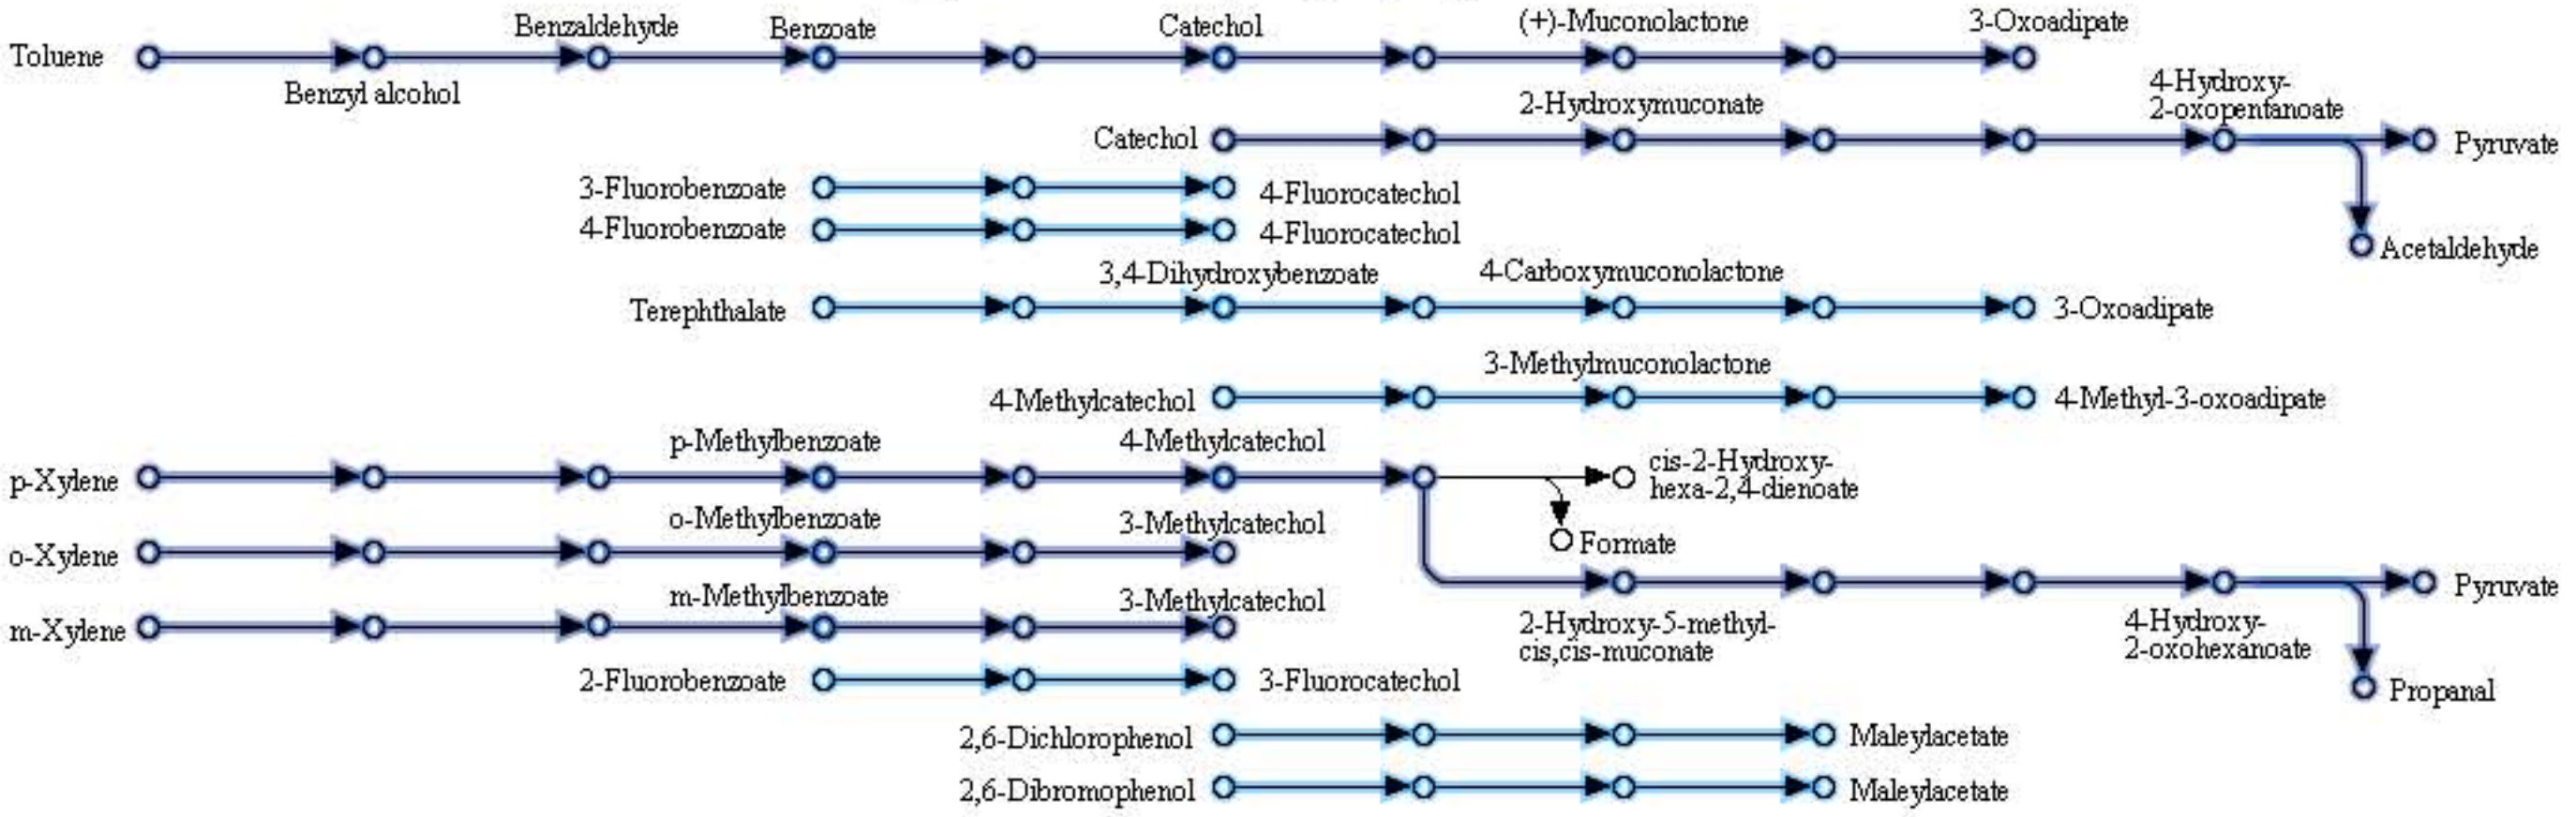 Benzaldehyde
Benzoate
Catechol
(+)-Muconolactone
3-Oxoadipate
Toluene
Benzyl alcohol
2-Hydroxymuconate
4-Hydroxy-
2-oxopentanoate
Catechol
Pyruvate
3-Fluorobenzoate
4-Fluorocatechol
4-Fluorobenzoate
4-Fluorocatechol
Acetaldehyde
3,4-Dihydroxybenzoate
4-Carboxymuconolactone
Terephthalate
3-Oxoadipate
3-Methylmuconolactone
4-Methylcatechol
4-Methyl-3-oxoadipate
p-Methylbenzoate
4-Methylcatechol
p-Xylene
cis-2-Hydroxy-
hexa-2,4-dienoate
o-Methylbenzoate
3-Methylcatechol
Formate
o-Xylene
Pyruvate
m-Methylbenzoate
3-Methylcatechol
m-Xylene
2-Hydroxy-5-methyl-
cis,cis-muconate
4-Hydroxy-
2-oxohexanoate
2-Fluorobenzoate
3-Fluorocatechol
Propanal
2,6-Dichlorophenol
Maleylacetate
2,6-Dibromophenol
Maleylacetate